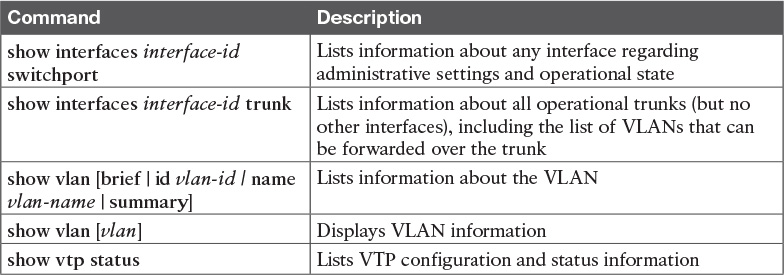 Command Description
show interfaces interface-id Lists information about any interface regarding
switchport administrative settings and operational state
show interfaces interface-id trunk Lists information about all operational trunks (but no
other interfaces), including the list of VLANs that can
be forwarded over the trunk
show vlan [brief | id vlan-id | name Lists information about the VLAN
vlan-name | summary]
show vlan [vlan] Displays VLAN information
show vtp status Lists VTP configuration and status information